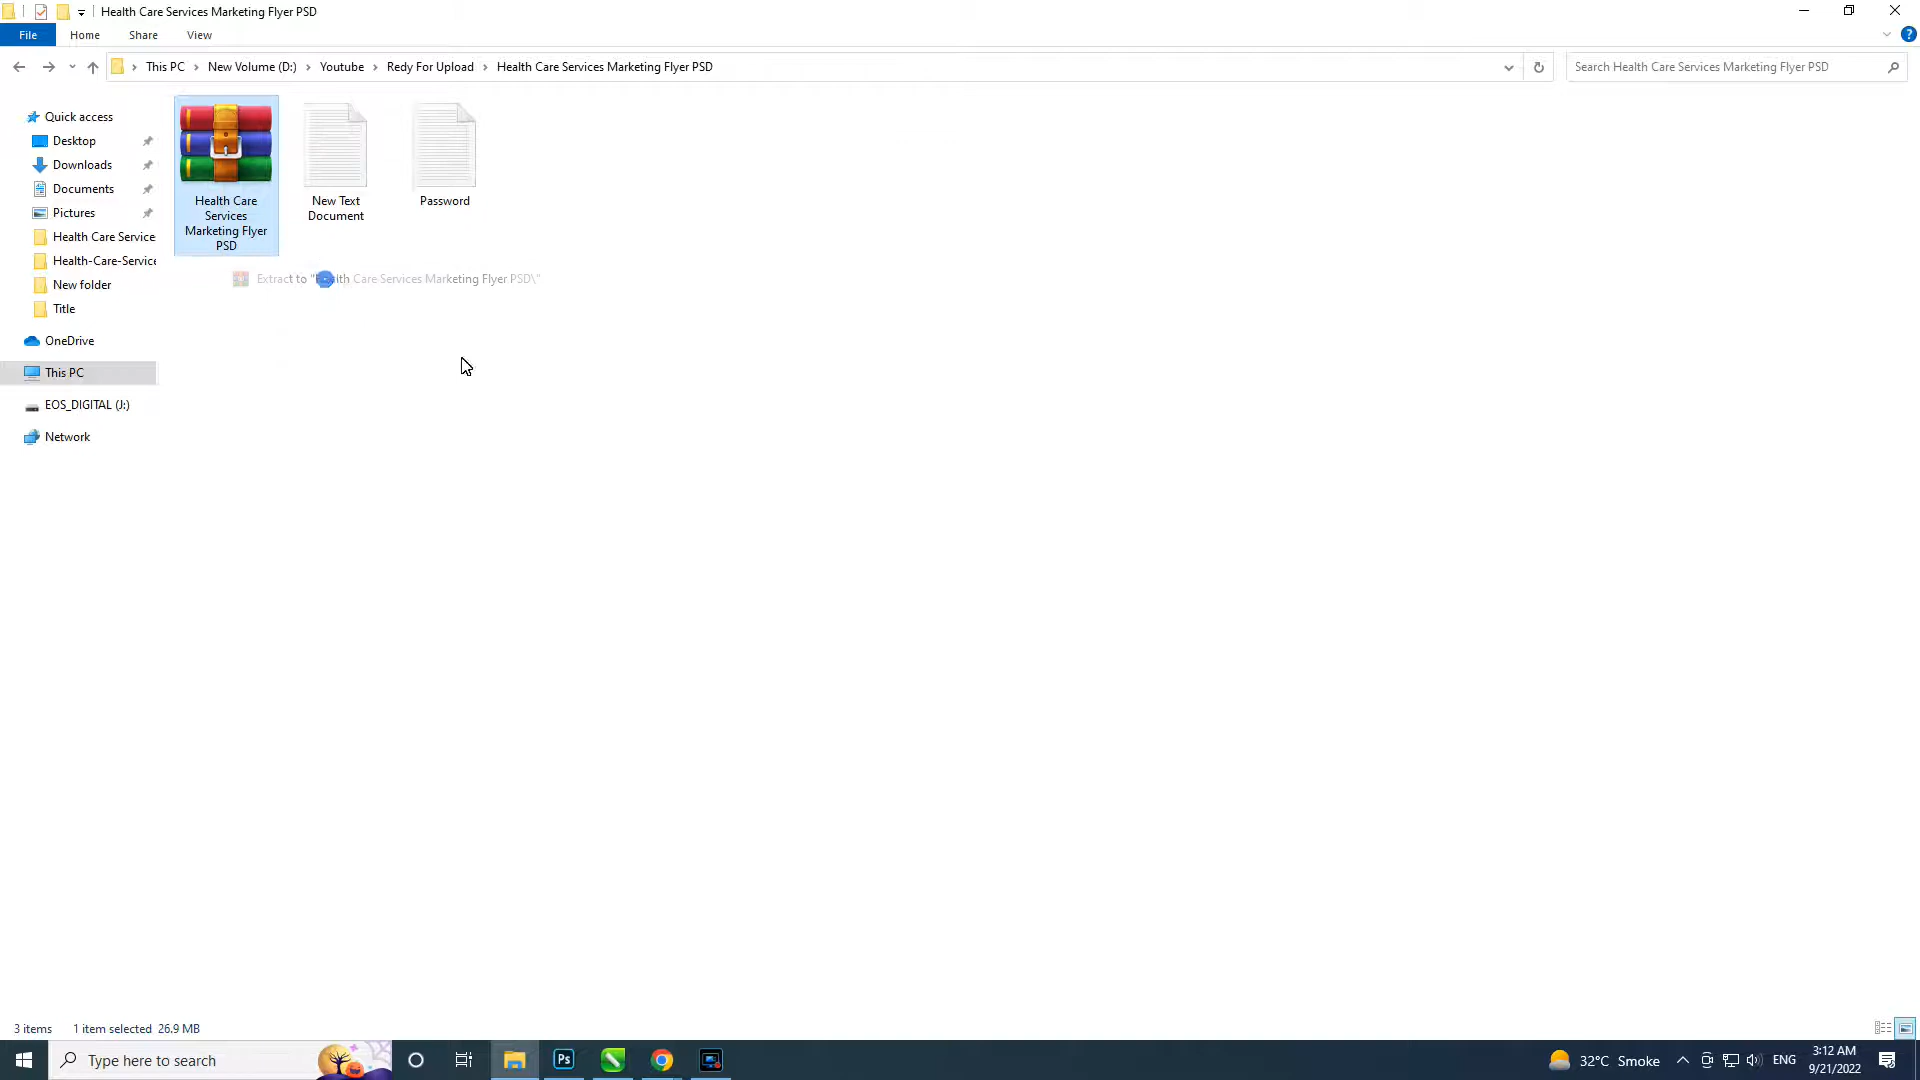 Health Care Services Marketing Flyer PSD
File
Home
Share
View
This PC
New Volume (D:)
Youtube
Redy For Upload
Health Care Services Marketing Flyer PSD
Search Health Care Services Marketing Flyer PSD
Quick access
Desktop
Downloads
Documents
Pictures
Health Care Service
Health-Care-Service
New folder
Title
OneDrive
This PC
EOS_DIGITAL (J:)
Network
Health Care
Services
Marketing Flyer
PSD
New Text
Document
Password
Extract to "Health Care Services Marketing Flyer PSD\"
3 items
1 item selected 26.9 MB
Type here to search
Ps
32°C Smoke
ENG
3:12 AM
9/21/2022